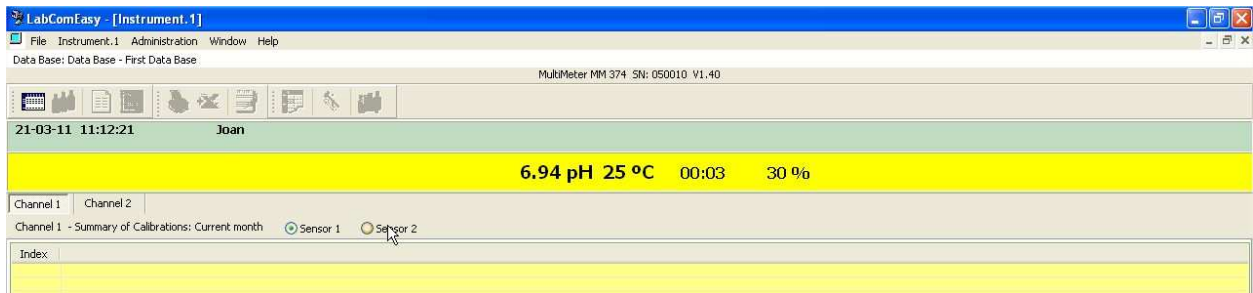 LabComEasy - [Instrument.1]
File Instrument.1 Administration Window Help
Data Base: Data Base - First Data Base
MultiMeter MM 374 SN: 050010 V1.40
21-03-11 11:12:21 Joan
6.94 pH 25 ºC 00:03 30 %
Channel 1 Channel 2
Channel 1 - Summary of Calibrations: Current month Sensor 1 Sensor 2
Index